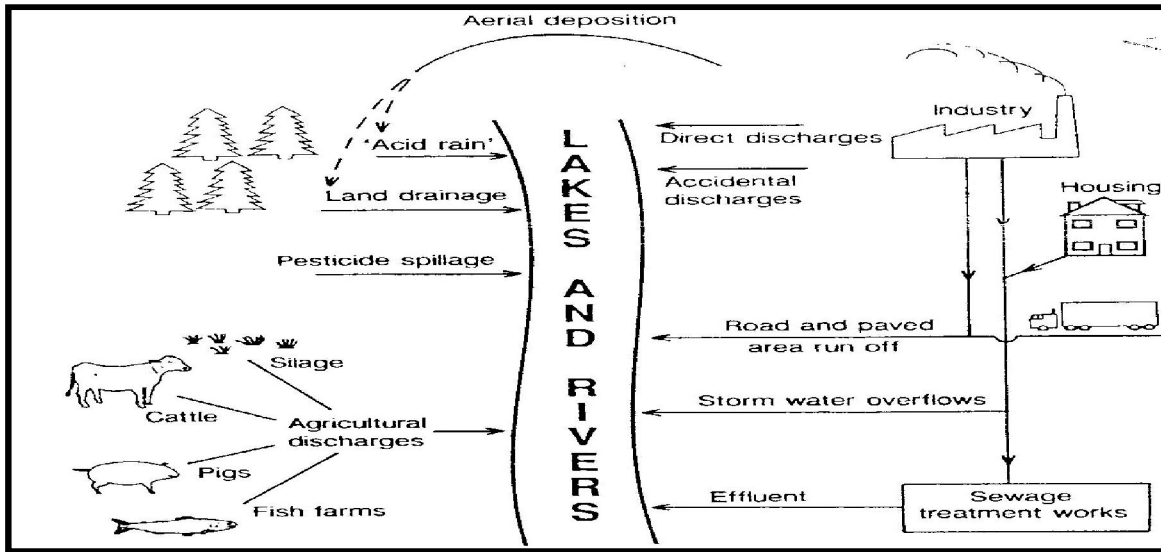 Aerial deposition
Industry
'Acid rain'
Direct discharges
Land drainage
Accidental
discharges
Housing
Pesticide spillage
LAKES AND RIVERS
Road and paved
area run off
Silage
Cattle
Agricultural
discharges
Storm water overflows
Pigs
Fish farms
Effluent
Sewage
treatment works